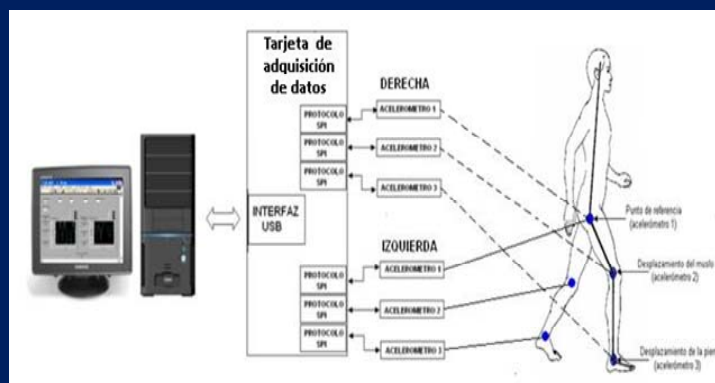 Tarjeta de
adquisición
de datos
DERECHA
PROTOCOLO
SPI
ACELEROMETRO 1
PROTOCOLO
SPI
ACELEROMETRO 2
PROTOCOLO
SPI
ACELEROMETRO 3
INTERFAZ
USB
IZQUIERDA
PROTOCOLO
SPI
ACELEROMETRO 1
PROTOCOLO
SPI
ACELEROMETRO 2
PROTOCOLO
SPI
ACELEROMETRO 3
Punto de referencia
(acelerómetro 1)
Desplazamiento del muslo
(acelerómetro 2)
Desplazamiento de la pier
(acelerómetro 3)